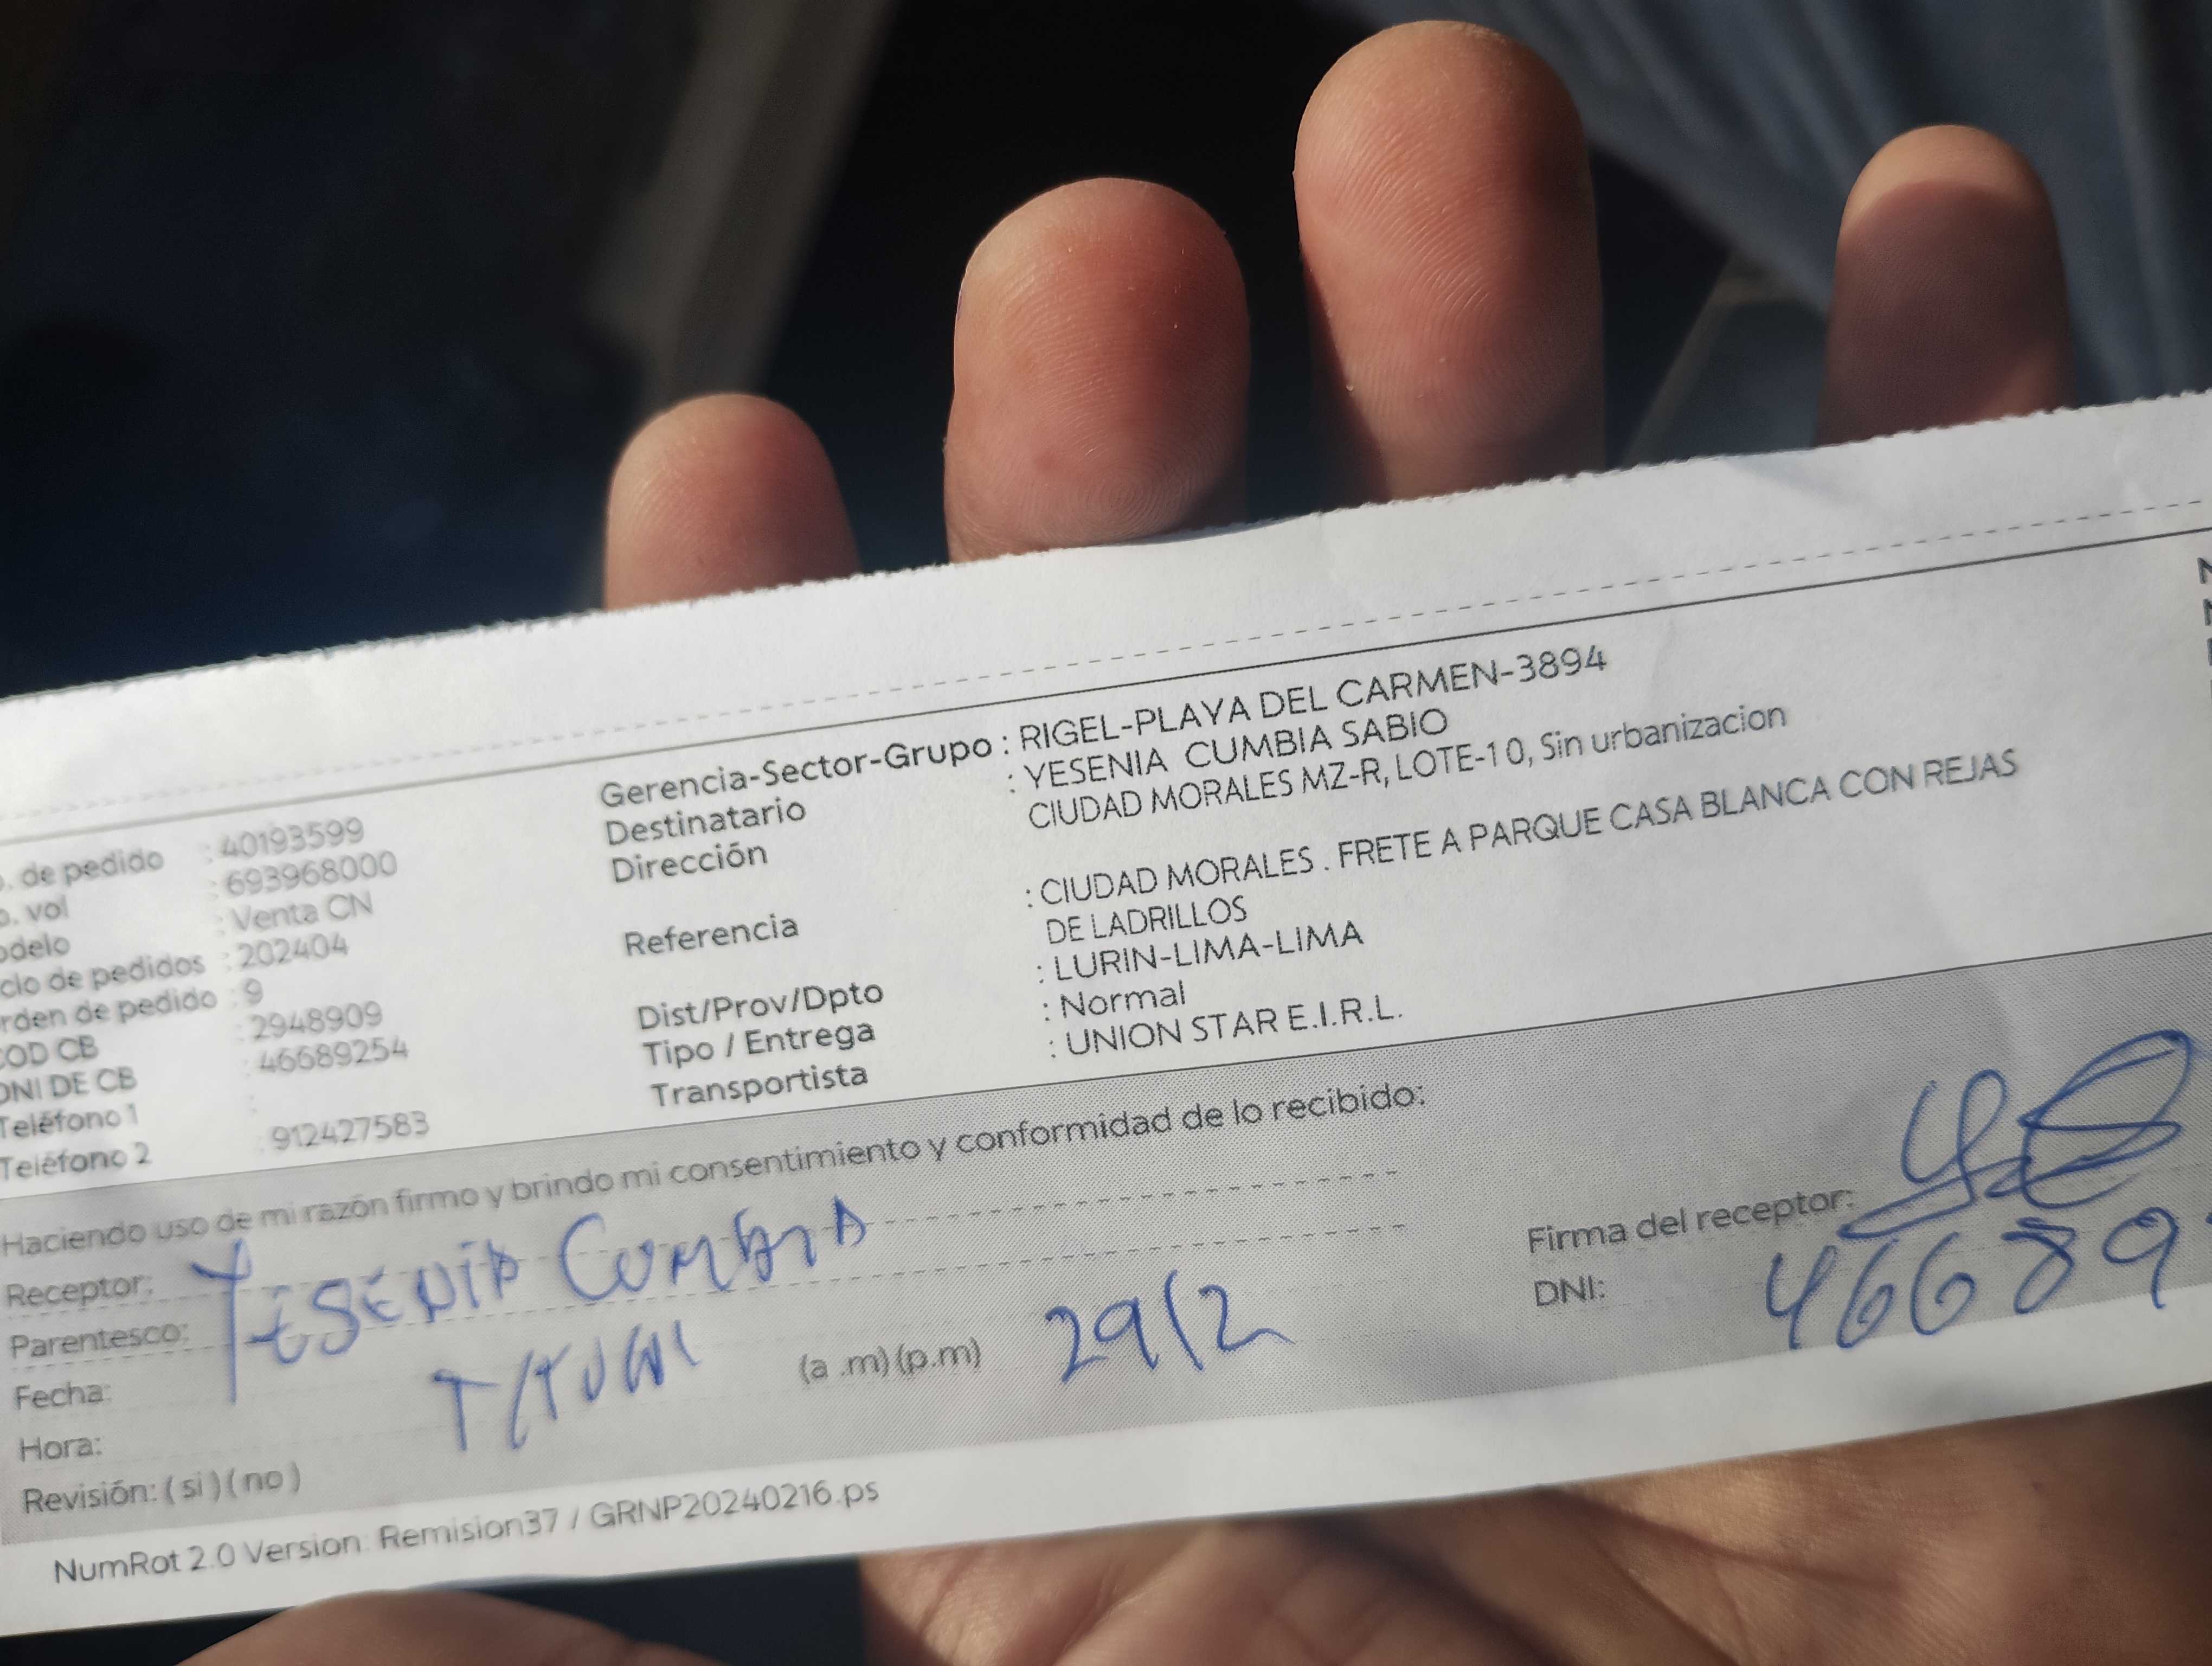 Gerencia-Sector-Grupo : RIGEL-PLAYA DEL CARMEN-3894
Destinatario : YESENIA CUMBIA SABIO
Dirección CIUDAD MORALES MZ-R, LOTE-10, Sin urbanizacion
Referencia : CIUDAD MORALES . FRETE A PARQUE CASA BLANCA CON REJAS
DE LADRILLOS
Dist/Prov/Dpto : LURIN-LIMA-LIMA
Tipo / Entrega : Normal
Transportista : UNION STAR E.I.R.L.
. de pedido : 40193599
o. vol : 693968000
odelo : Venta CN
clo de pedidos : 202404
rden de pedido : 9
COD CB : 2948909
DNI DE CB : 46689254
Teléfono 1 :
Teléfono 2 : 912427583
Haciendo uso de mi razón firmo y brindo mi consentimiento y conformidad de lo recibido:
Receptor: YESENIA CUMBIA
Parentesco:
Fecha: 29/2
Hora: (a .m) (p.m)
Revisión: ( si ) ( no )
Firma del receptor:
DNI: 46689
NumRot 2.0 Version: Remision37 / GRNP20240216.ps